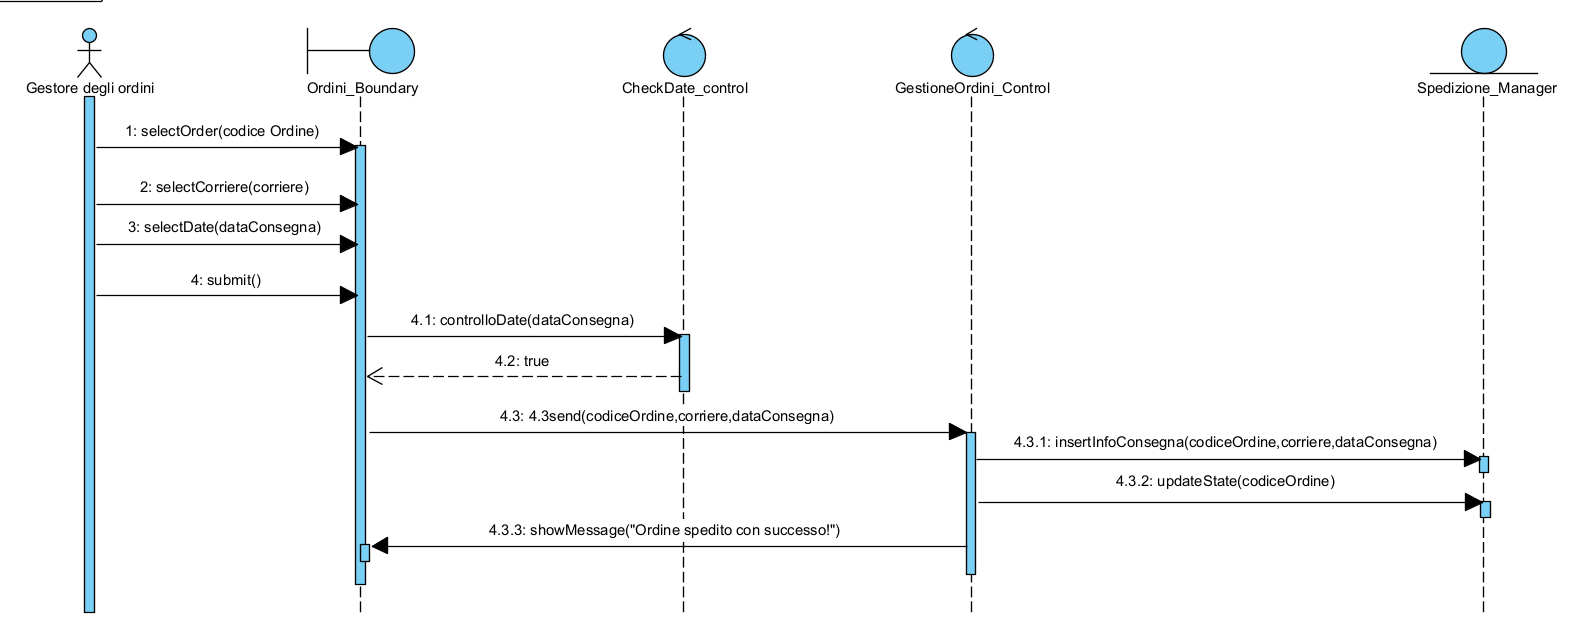 Gestore degli ordini
Ordini_Boundary
CheckDate_control
GestioneOrdini_Control
Spedizione_Manager
1: selectOrder(codice Ordine)
2: selectCorriere(corriere)
3: selectDate(dataConsegna)
4: submit()
4.1: controlloDate(dataConsegna)
4.2: true
4.3: 4.3send(codiceOrdine,corriere,dataConsegna)
4.3.1: insertInfoConsegna(codiceOrdine,corriere,dataConsegna)
4.3.2: updateState(codiceOrdine)
4.3.3: showMessage("Ordine spedito con successo!")